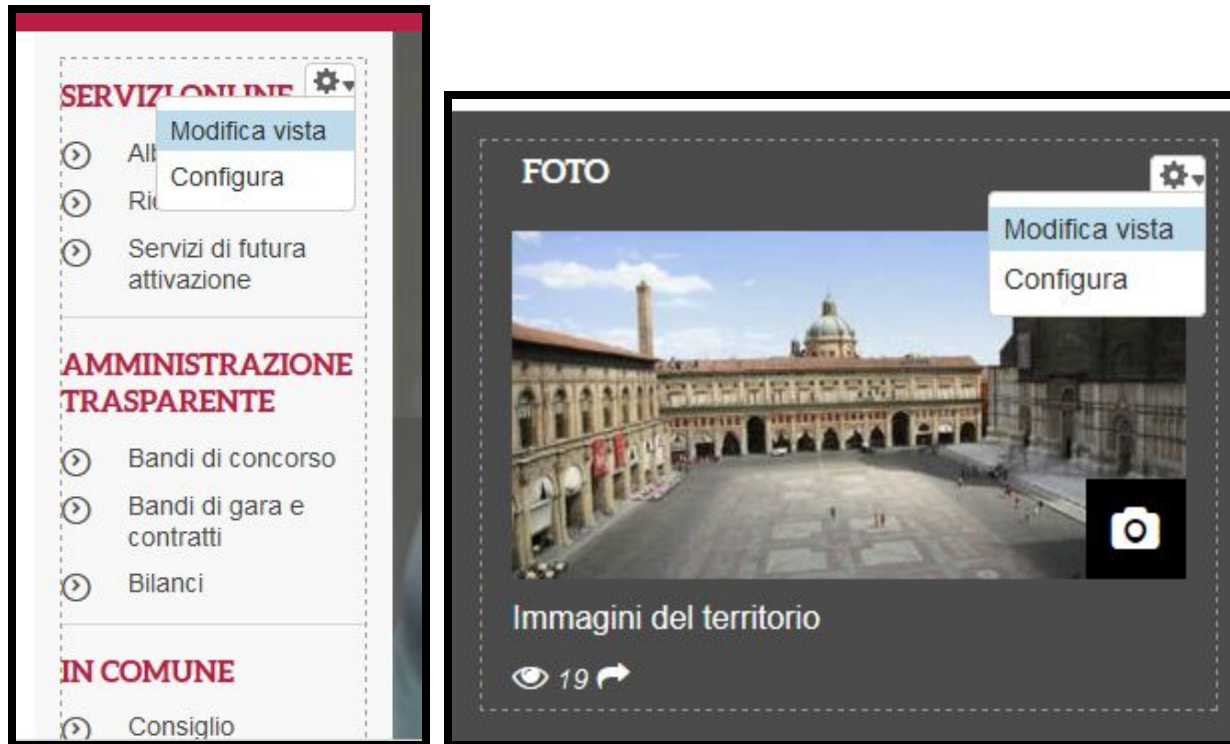 SERVIZI ONLINE
Modifica vista
Configura
Servizi di futura
attivazione
AMMINISTRAZIONE
TRASPARENTE
Bandi di concorso
Bandi di gara e
contratti
Bilanci
IN COMUNE
Consiglio
FOTO
Modifica vista
Configura
Immagini del territorio
19